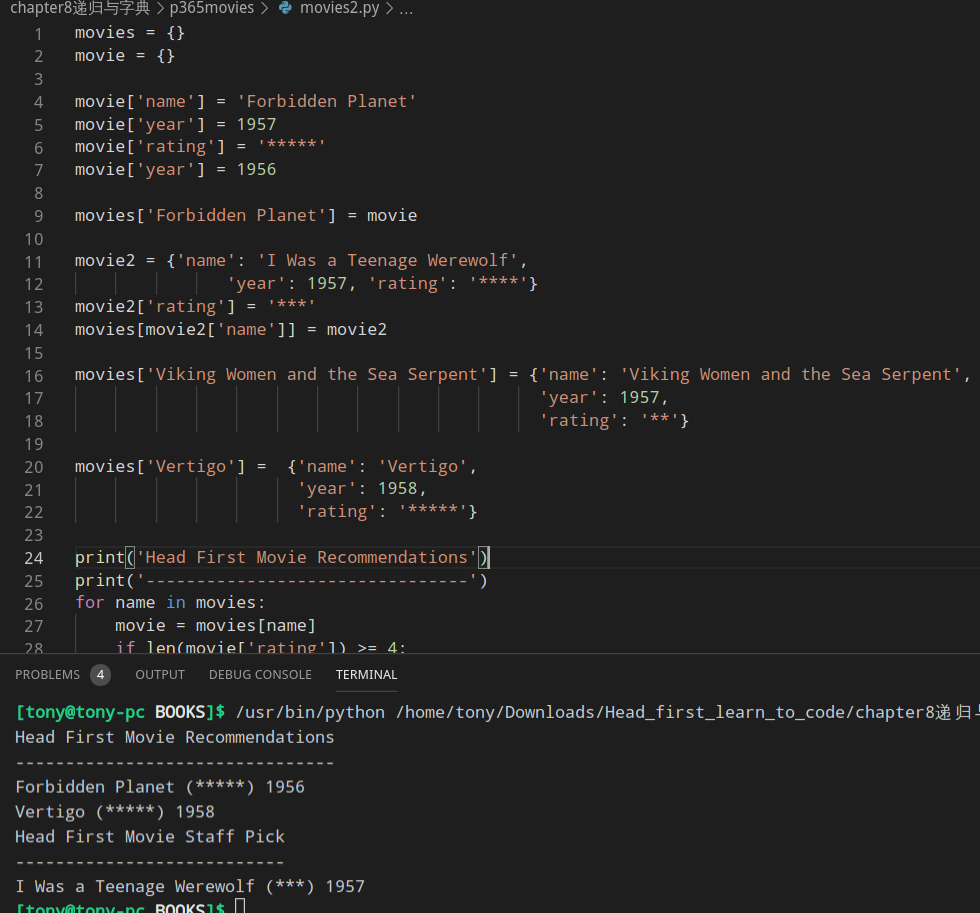 chapter8递归与字典 > p365movies > movies2.py > ...
1 movies = {}
2 movie = {}
3
4 movie['name'] = 'Forbidden Planet'
5 movie['year'] = 1957
6 movie['rating'] = '*****'
7 movie['year'] = 1956
8
9 movies['Forbidden Planet'] = movie
10
11 movie2 = {'name': 'I Was a Teenage Werewolf',
12 'year': 1957, 'rating': '****'}
13 movie2['rating'] = '***'
14 movies[movie2['name']] = movie2
15
16 movies['Viking Women and the Sea Serpent'] = {'name': 'Viking Women and the Sea Serpent',
17 'year': 1957,
18 'rating': '**'}
19
20 movies['Vertigo'] =  {'name': 'Vertigo',
21 'year': 1958,
22 'rating': '*****'}
23
24 print('Head First Movie Recommendations')
25 print('--------------------------------')
26 for name in movies:
27 movie = movies[name]
28 if len(movie['rating']) >= 4:
PROBLEMS 4 OUTPUT DEBUG CONSOLE TERMINAL
[tony@tony-pc BOOKS]$ /usr/bin/python /home/tony/Downloads/Head_first_learn_to_code/chapter8递归与
Head First Movie Recommendations
--------------------------------
Forbidden Planet (*****) 1956
Vertigo (*****) 1958
Head First Movie Staff Pick
---------------------------
I Was a Teenage Werewolf (***) 1957
[tony@tony-pc BOOKS]$